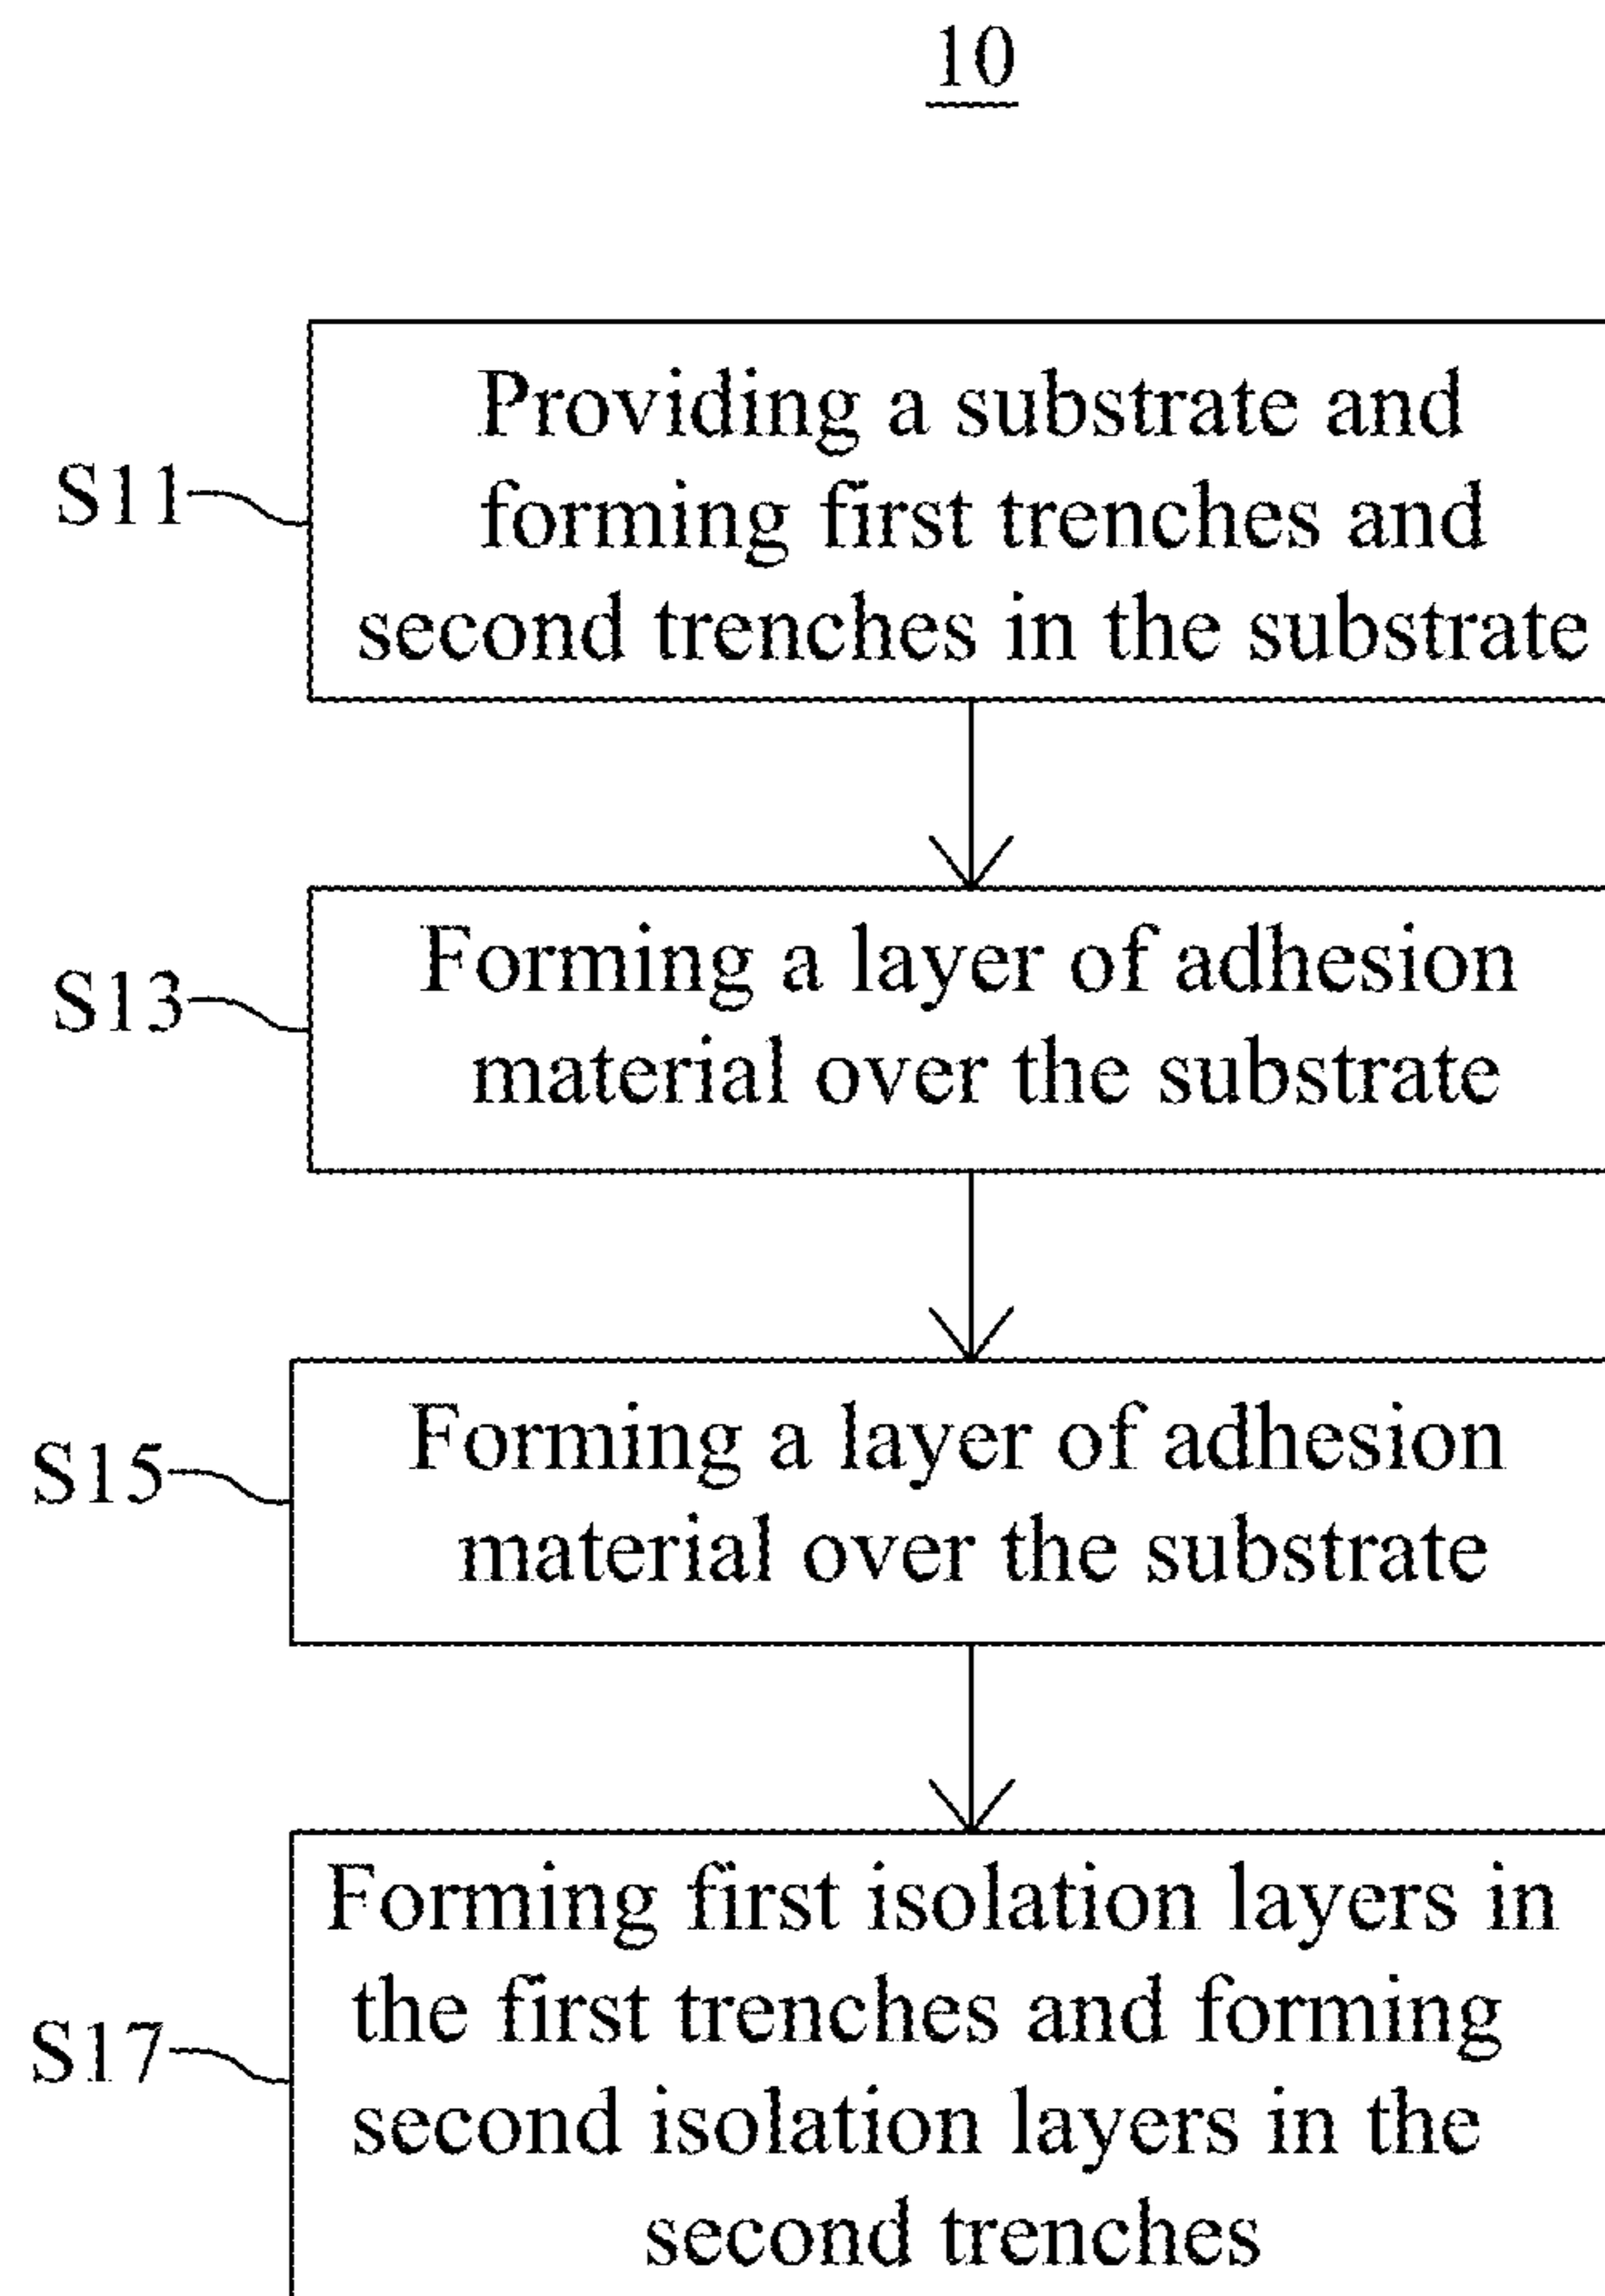 10
S11
Providing a substrate and
forming first trenches and
second trenches in the substrate
S13
Forming a layer of adhesion
material over the substrate
S15
Forming a layer of adhesion
material over the substrate
S17
Forming first isolation layers in
the first trenches and forming
second isolation layers in the
second trenches